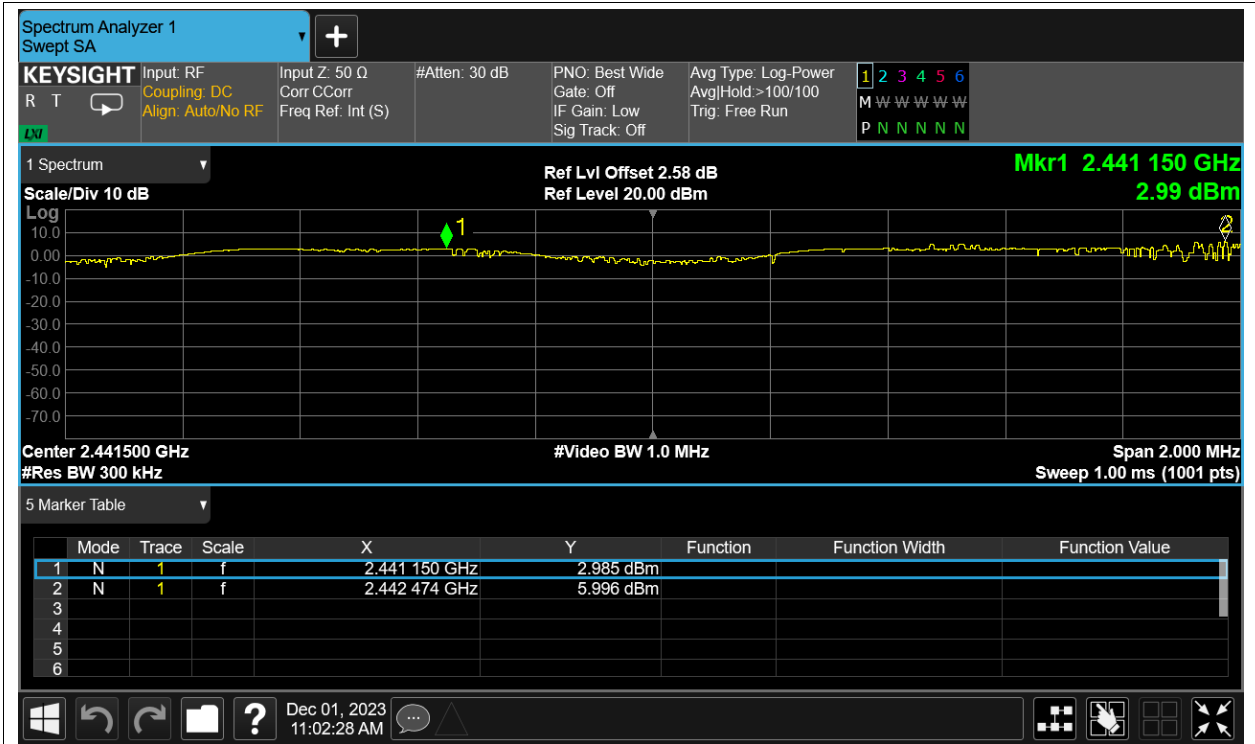 Spectrum Analyzer 1
Swept SA
KEYSIGHT
R T
LXI
Input: RF
Coupling: DC
Align: Auto/No RF
Input Z: 50 Ω
Corr CCorr
Freq Ref: Int (S)
#Atten: 30 dB
PNO: Best Wide
Gate: Off
IF Gain: Low
Sig Track: Off
Avg Type: Log-Power
Avg|Hold:>100/100
Trig: Free Run
1 2 3 4 5 6
M W W W W W
P N N N N N
1 Spectrum
Scale/Div 10 dB
Ref Lvl Offset 2.58 dB
Ref Level 20.00 dBm
Mkr1 2.441 150 GHz
2.99 dBm
Log
10.0
0.00
-10.0
-20.0
-30.0
-40.0
-50.0
-60.0
-70.0
1
2
Center 2.441500 GHz
#Res BW 300 kHz
#Video BW 1.0 MHz
Span 2.000 MHz
Sweep 1.00 ms (1001 pts)
5 Marker Table
Mode Trace Scale X Y Function Function Width Function Value
1 N 1 f 2.441 150 GHz 2.985 dBm
2 N 1 f 2.442 474 GHz 5.996 dBm
3
4
5
6
?
Dec 01, 2023
11:02:28 AM